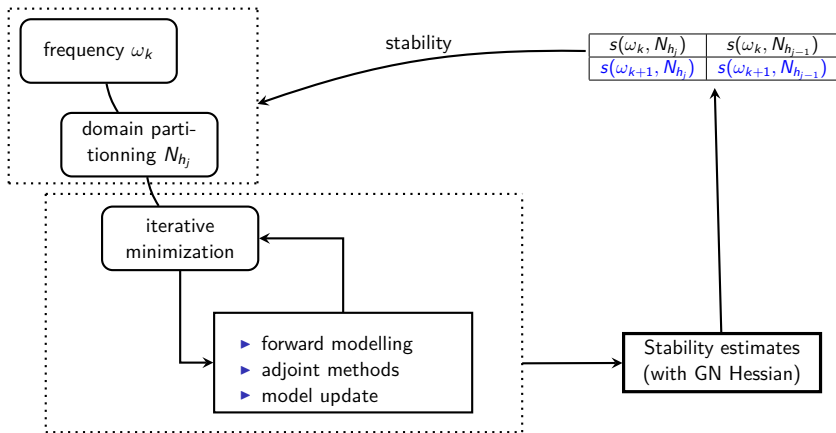 frequency ω_k
stability
s(ω_k, N_{h_j}) s(ω_k, N_{h_{j−1}})
s(ω_{k+1}, N_{h_j}) s(ω_{k+1}, N_{h_{j−1}})
domain parti-
tionning N_{h_j}
iterative
minimization
► forward modelling
► adjoint methods
► model update
Stability estimates
(with GN Hessian)